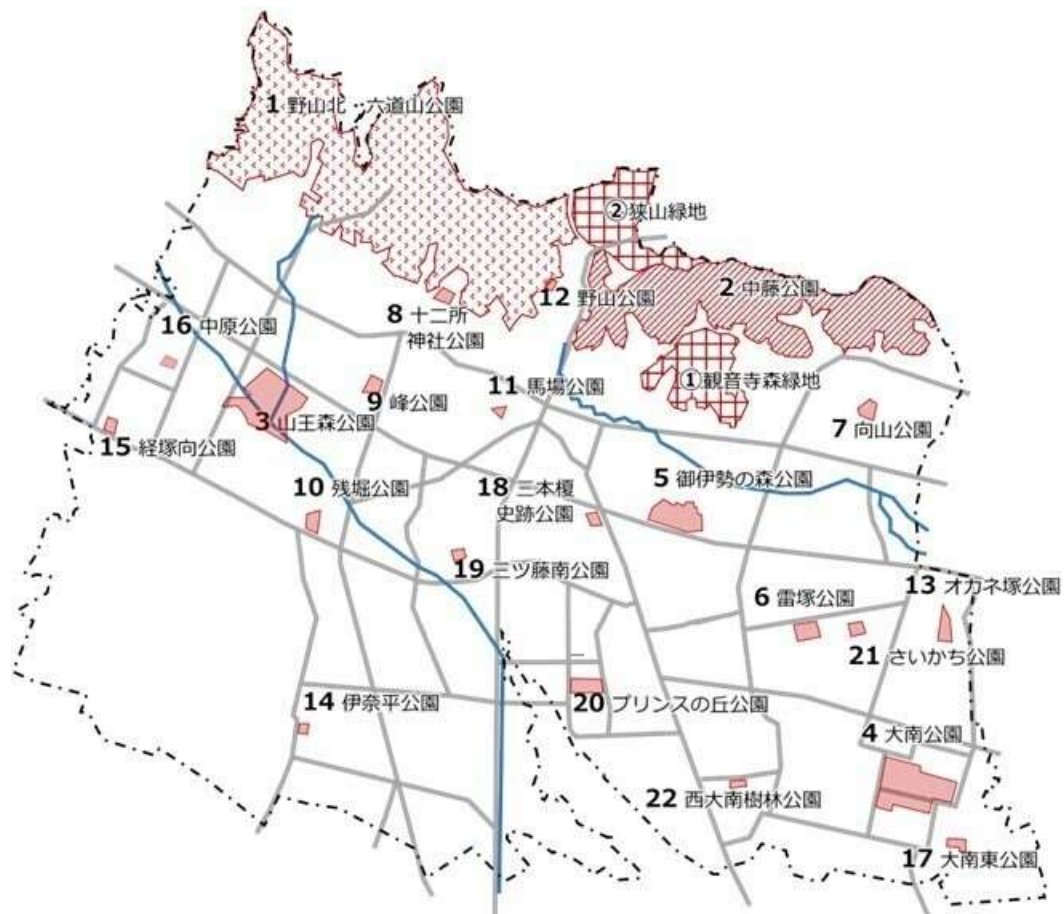 1 野山北・六道山公園
②狭山緑地
2 中藤公園
12 野山公園
8 十二所
神社公園
16 中原公園
①観音寺森緑地
11 馬場公園
9 峰公園
3 山王森公園
7 向山公園
15 経塚向公園
5 御伊勢の森公園
10 残堀公園
18 三本榎
史跡公園
19 三ツ藤南公園
13 オカネ塚公園
6 雷塚公園
21 さいかち公園
14 伊奈平公園
20 プリンスの丘公園
4 大南公園
22 西大南樹林公園
17 大南東公園